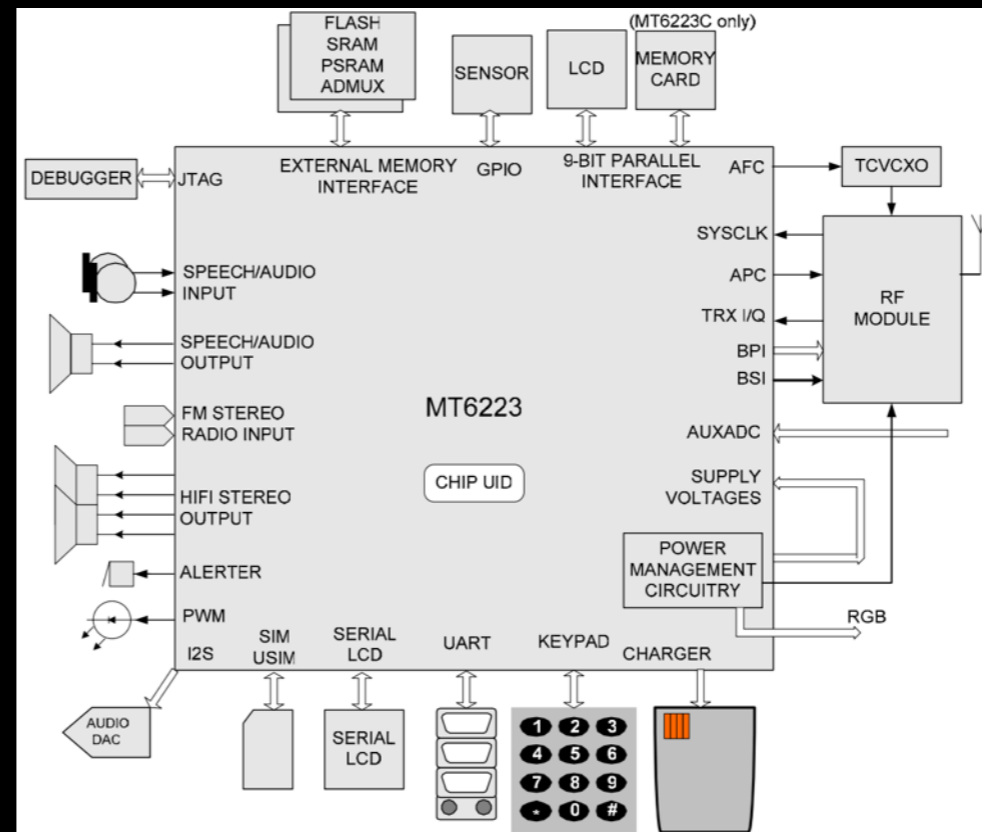 (MT6223C only)
FLASH
SRAM
PSRAM
ADMUX
SENSOR
LCD
MEMORY
CARD
DEBUGGER
JTAG
EXTERNAL MEMORY
INTERFACE
GPIO
9-BIT PARALLEL
INTERFACE
AFC
TCVCXO
SYSCLK
APC
TRX I/Q
BPI
BSI
RF
MODULE
SPEECH/AUDIO
INPUT
SPEECH/AUDIO
OUTPUT
FM STEREO
RADIO INPUT
MT6223
CHIP UID
AUXADC
SUPPLY
VOLTAGES
HIFI STEREO
OUTPUT
POWER
MANAGEMENT
CIRCUITRY
RGB
ALERTER
PWM
I2S
SIM
USIM
SERIAL
LCD
UART
KEYPAD
CHARGER
AUDIO
DAC
SERIAL
LCD
1 2 3
4 5 6
7 8 9
* 0 #